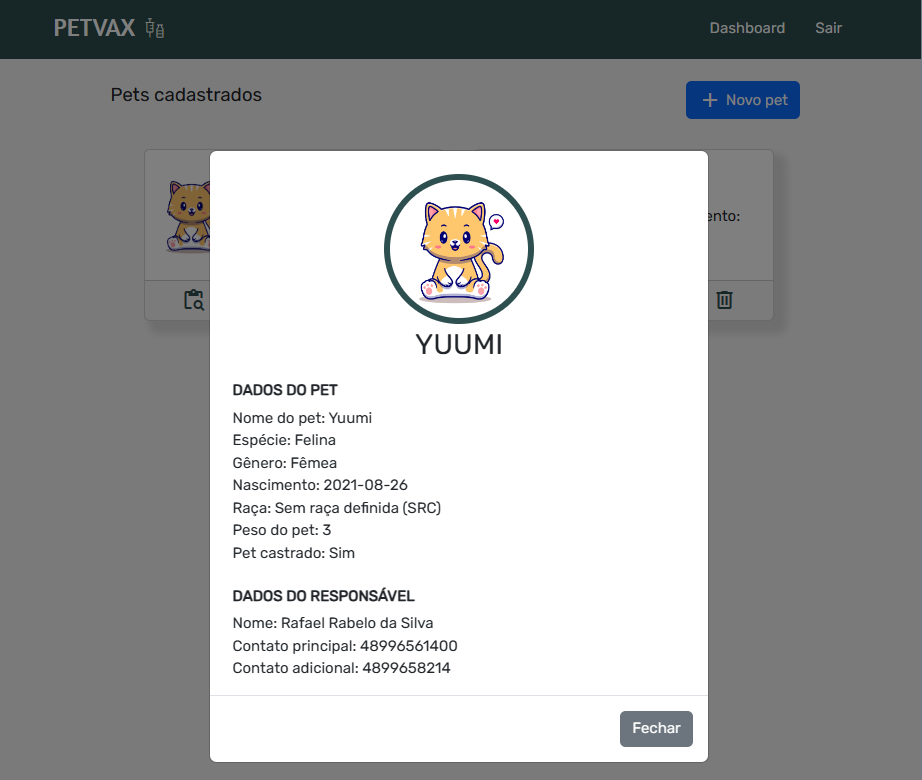 PETVAX
Dashboard
Sair
Pets cadastrados
+ Novo pet
ento:
YUUMI
DADOS DO PET
Nome do pet: Yuumi
Espécie: Felina
Gênero: Fêmea
Nascimento: 2021-08-26
Raça: Sem raça definida (SRC)
Peso do pet: 3
Pet castrado: Sim
DADOS DO RESPONSÁVEL
Nome: Rafael Rabelo da Silva
Contato principal: 48996561400
Contato adicional: 4899658214
Fechar